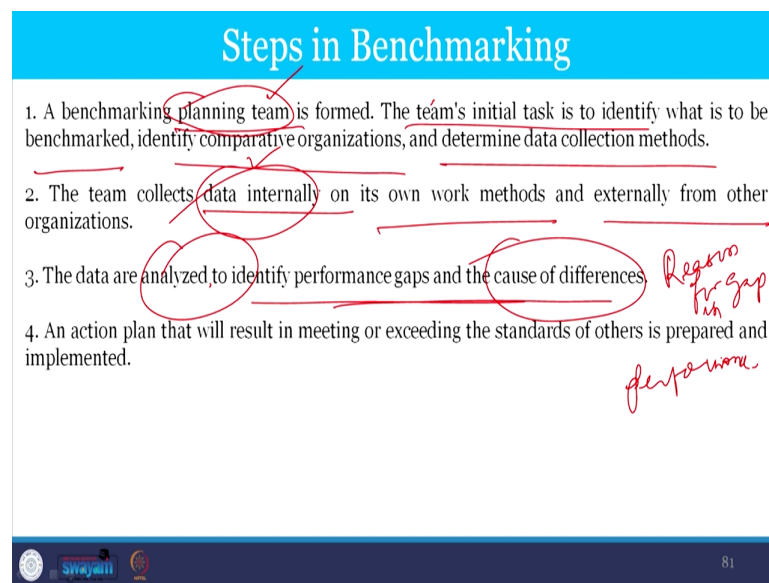 Steps in Benchmarking
1. A benchmarking planning team is formed. The team's initial task is to identify what is to be
benchmarked, identify comparative organizations, and determine data collection methods.
2. The team collects data internally on its own work methods and externally from other
organizations.
3. The data are analyzed to identify performance gaps and the cause of differences.
Reason
for gap
in
4. An action plan that will result in meeting or exceeding the standards of others is prepared and
implemented.
performance.
swayam
81